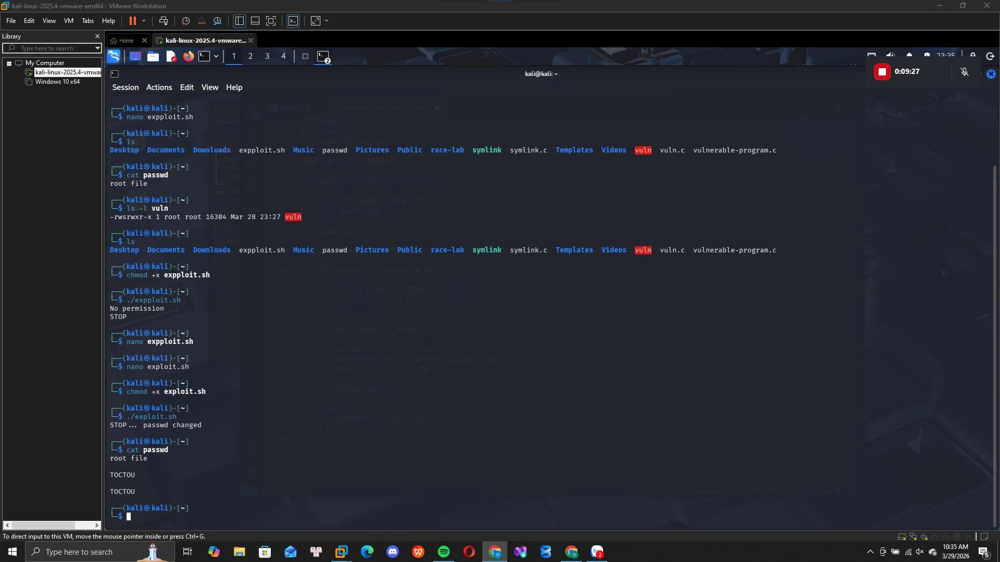 kali-linux-2025.4-vmware-amd64 - VMware Workstation
File Edit View VM Tabs Help
Library
Type here to search
My Computer
kali-linux-2025.4-vmwar
Windows 10 x64
Home
kali-linux-2025.4-vmware...
1 2 3 4
2
23:35
kali@kali: ~
0:09:27
Session Actions Edit View Help
┌──(kali㉿kali)-[~]
└─$ nano expploit.sh
┌──(kali㉿kali)-[~]
└─$ ls
Desktop Documents Downloads expploit.sh Music passwd Pictures Public race-lab symlink symlink.c Templates Videos vuln vuln.c vulnerable-program.c
┌──(kali㉿kali)-[~]
└─$ cat passwd
root file
┌──(kali㉿kali)-[~]
└─$ ls -l vuln
-rwsrwxr-x 1 root root 16304 Mar 28 23:27 vuln
┌──(kali㉿kali)-[~]
└─$ ls
Desktop Documents Downloads expploit.sh Music passwd Pictures Public race-lab symlink symlink.c Templates Videos vuln vuln.c vulnerable-program.c
┌──(kali㉿kali)-[~]
└─$ chmod +x expploit.sh
┌──(kali㉿kali)-[~]
└─$ ./expploit.sh
No permission
STOP
┌──(kali㉿kali)-[~]
└─$ nano expploit.sh
┌──(kali㉿kali)-[~]
└─$ nano exploit.sh
┌──(kali㉿kali)-[~]
└─$ chmod +x exploit.sh
┌──(kali㉿kali)-[~]
└─$ ./exploit.sh
STOP... passwd changed
┌──(kali㉿kali)-[~]
└─$ cat passwd
root file
TOCTOU
TOCTOU
┌──(kali㉿kali)-[~]
└─$
To direct input to this VM, move the mouse pointer inside or press Ctrl+G.
Type here to search
10:35 AM
3/29/2026
6